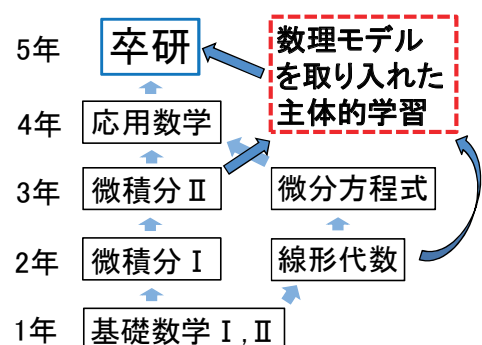 5年
卒研
数理モデル
を取り入れた
主体的学習
4年
応用数学
3年
微積分Ⅱ
微分方程式
2年
微積分Ⅰ
線形代数
1年
基礎数学Ⅰ,Ⅱ